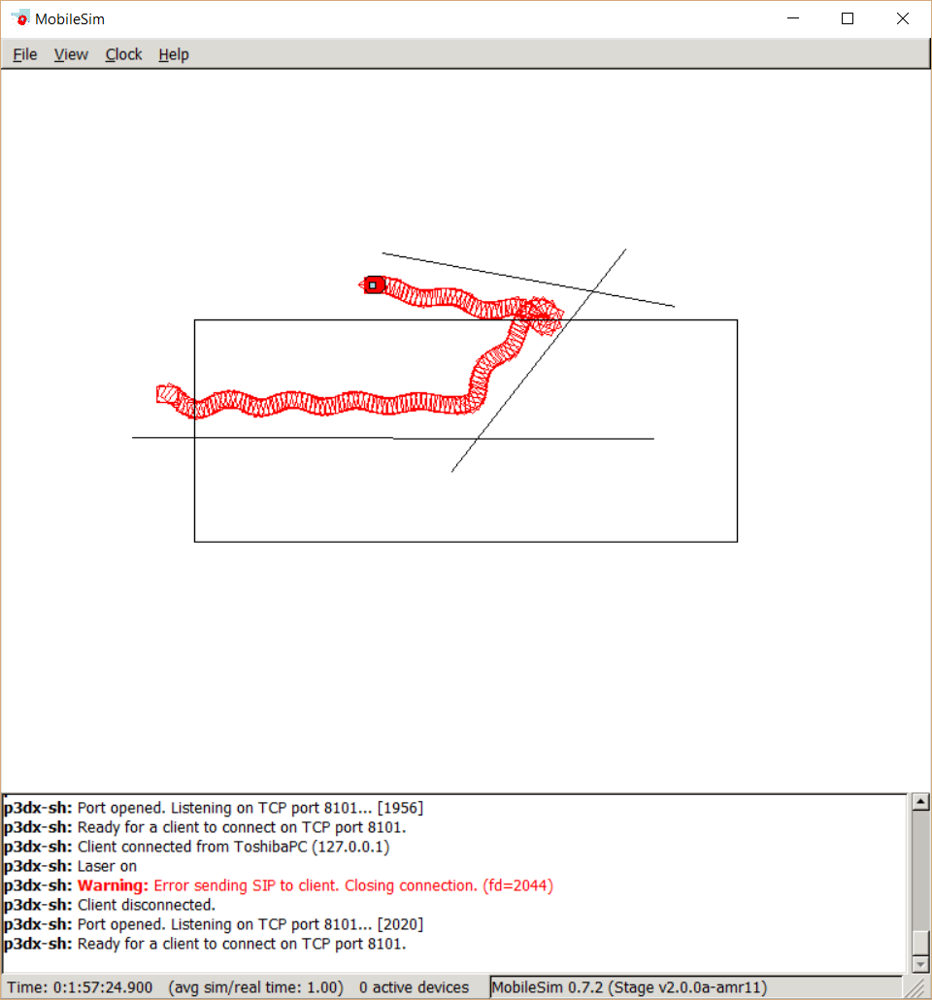 MobileSim
File View Clock Help
p3dx-sh: Port opened. Listening on TCP port 8101... [1956]
p3dx-sh: Ready for a client to connect on TCP port 8101.
p3dx-sh: Client connected from ToshibaPC (127.0.0.1)
p3dx-sh: Laser on
p3dx-sh: Warning: Error sending SIP to client. Closing connection. (fd=2044)
p3dx-sh: Client disconnected.
p3dx-sh: Port opened. Listening on TCP port 8101... [2020]
p3dx-sh: Ready for a client to connect on TCP port 8101.
Time: 0:1:57:24.900 (avg sim/real time: 1.00) 0 active devices MobileSim 0.7.2 (Stage v2.0.0a-amr11)